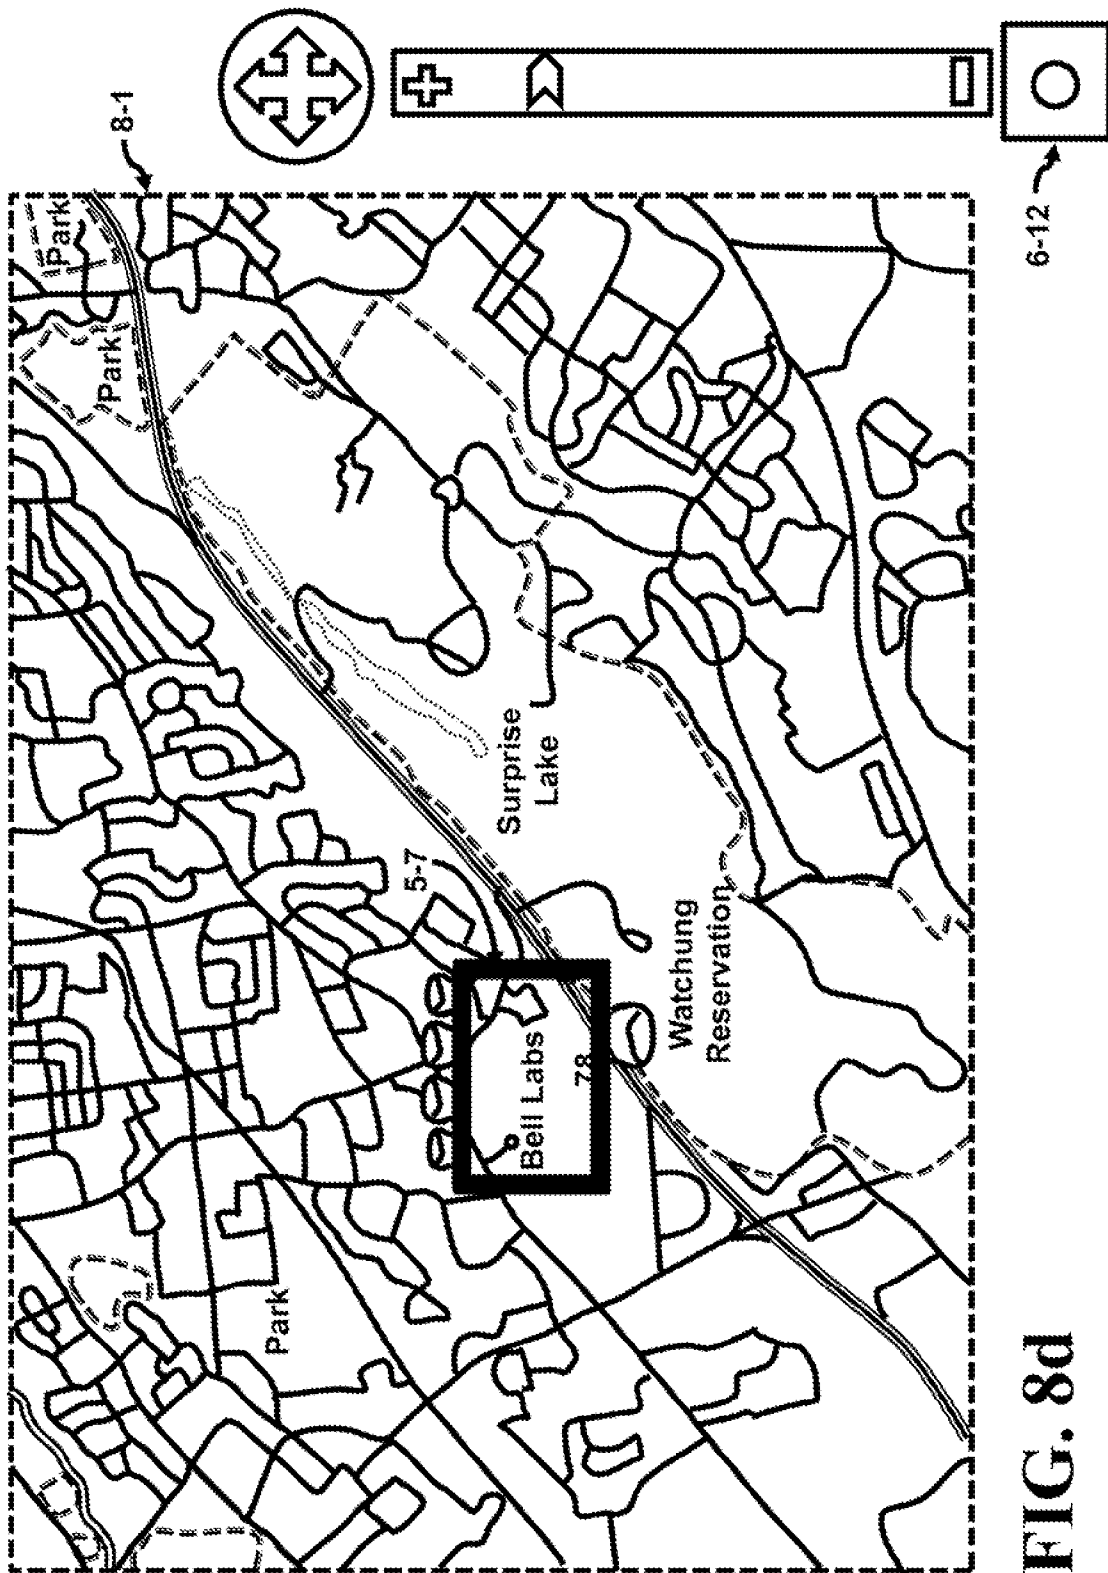 8-1
Park
Park
Surprise
Lake
5-7
Watchung
Reservation
Bell Labs
78
Park
6-12
FIG. 8d